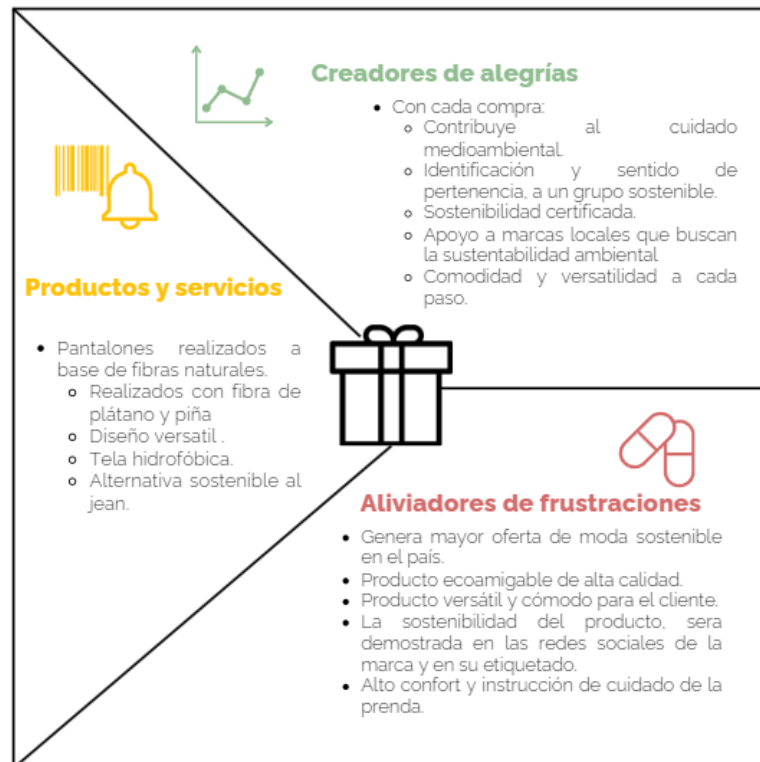 Creadores de alegrías
Con cada compra:
Contribuye al cuidado
medioambiental.
Identificación y sentido de
pertenencia, a un grupo sostenible.
Sostenibilidad certificada.
Apoyo a marcas locales que buscan
la sustentabilidad ambiental
Comodidad y versatilidad a cada
paso.
Productos y servicios
Pantalones realizados a
base de fibras naturales.
Realizados con fibra de
plátano y piña
Diseño versatil .
Tela hidrofóbica.
Alternativa sostenible al
jean.
Aliviadores de frustraciones
Genera mayor oferta de moda sostenible
en el país.
Producto ecoamigable de alta calidad.
Producto versátil y cómodo para el cliente.
La sostenibilidad del producto, sera
demostrada en las redes sociales de la
marca y en su etiquetado.
Alto confort y instrucción de cuidado de la
prenda.